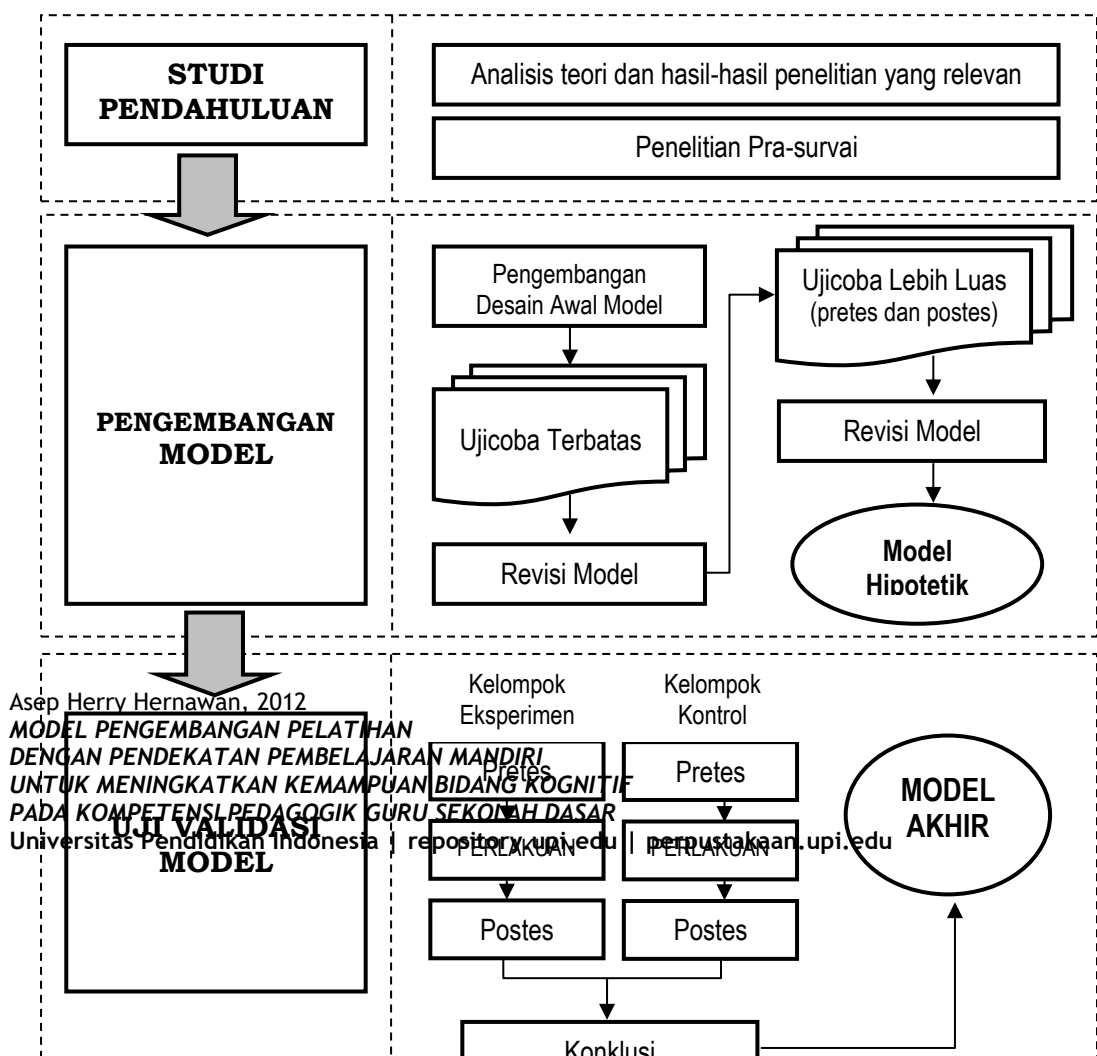 STUDI
PENDAHULUAN
Analisis teori dan hasil-hasil penelitian yang relevan
Penelitian Pra-survai
PENGEMBANGAN
MODEL
Pengembangan
Desain Awal Model
Ujicoba Terbatas
Revisi Model
Ujicoba Lebih Luas
(pretes dan postes)
Revisi Model
Model
Hipotetik
UJI VALIDASI
MODEL
Kelompok
Eksperimen
Pretes
PERLAKUAN
Postes
Kelompok
Kontrol
Pretes
PERLAKUAN
Postes
Konklusi
MODEL
AKHIR
Asep Herry Hernawan, 2012
MODEL PENGEMBANGAN PELATIHAN
DENGAN PENDEKATAN PEMBELAJARAN MANDIRI
UNTUK MENINGKATKAN KEMAMPUAN BIDANG KOGNITIF
PADA KOMPETENSI PEDAGOGIK GURU SEKOLAH DASAR
Universitas Pendidikan Indonesia | repository.upi.edu | perpustakaan.upi.edu